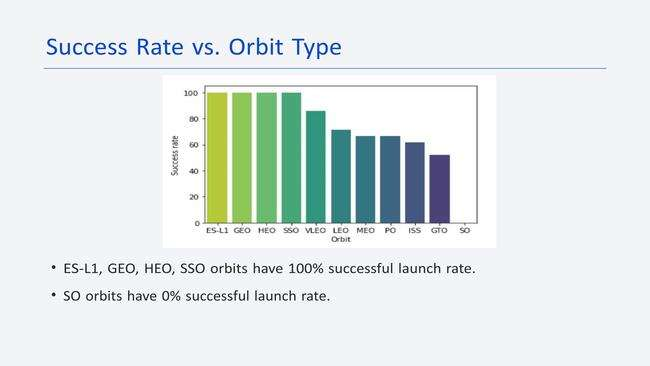 Success Rate vs. Orbit Type
Success rate
100
80
60
40
20
0
ES-L1 GEO HEO SSO VLEO LEO MEO PO ISS GTO SO
Orbit
• ES-L1, GEO, HEO, SSO orbits have 100% successful launch rate.
• SO orbits have 0% successful launch rate.